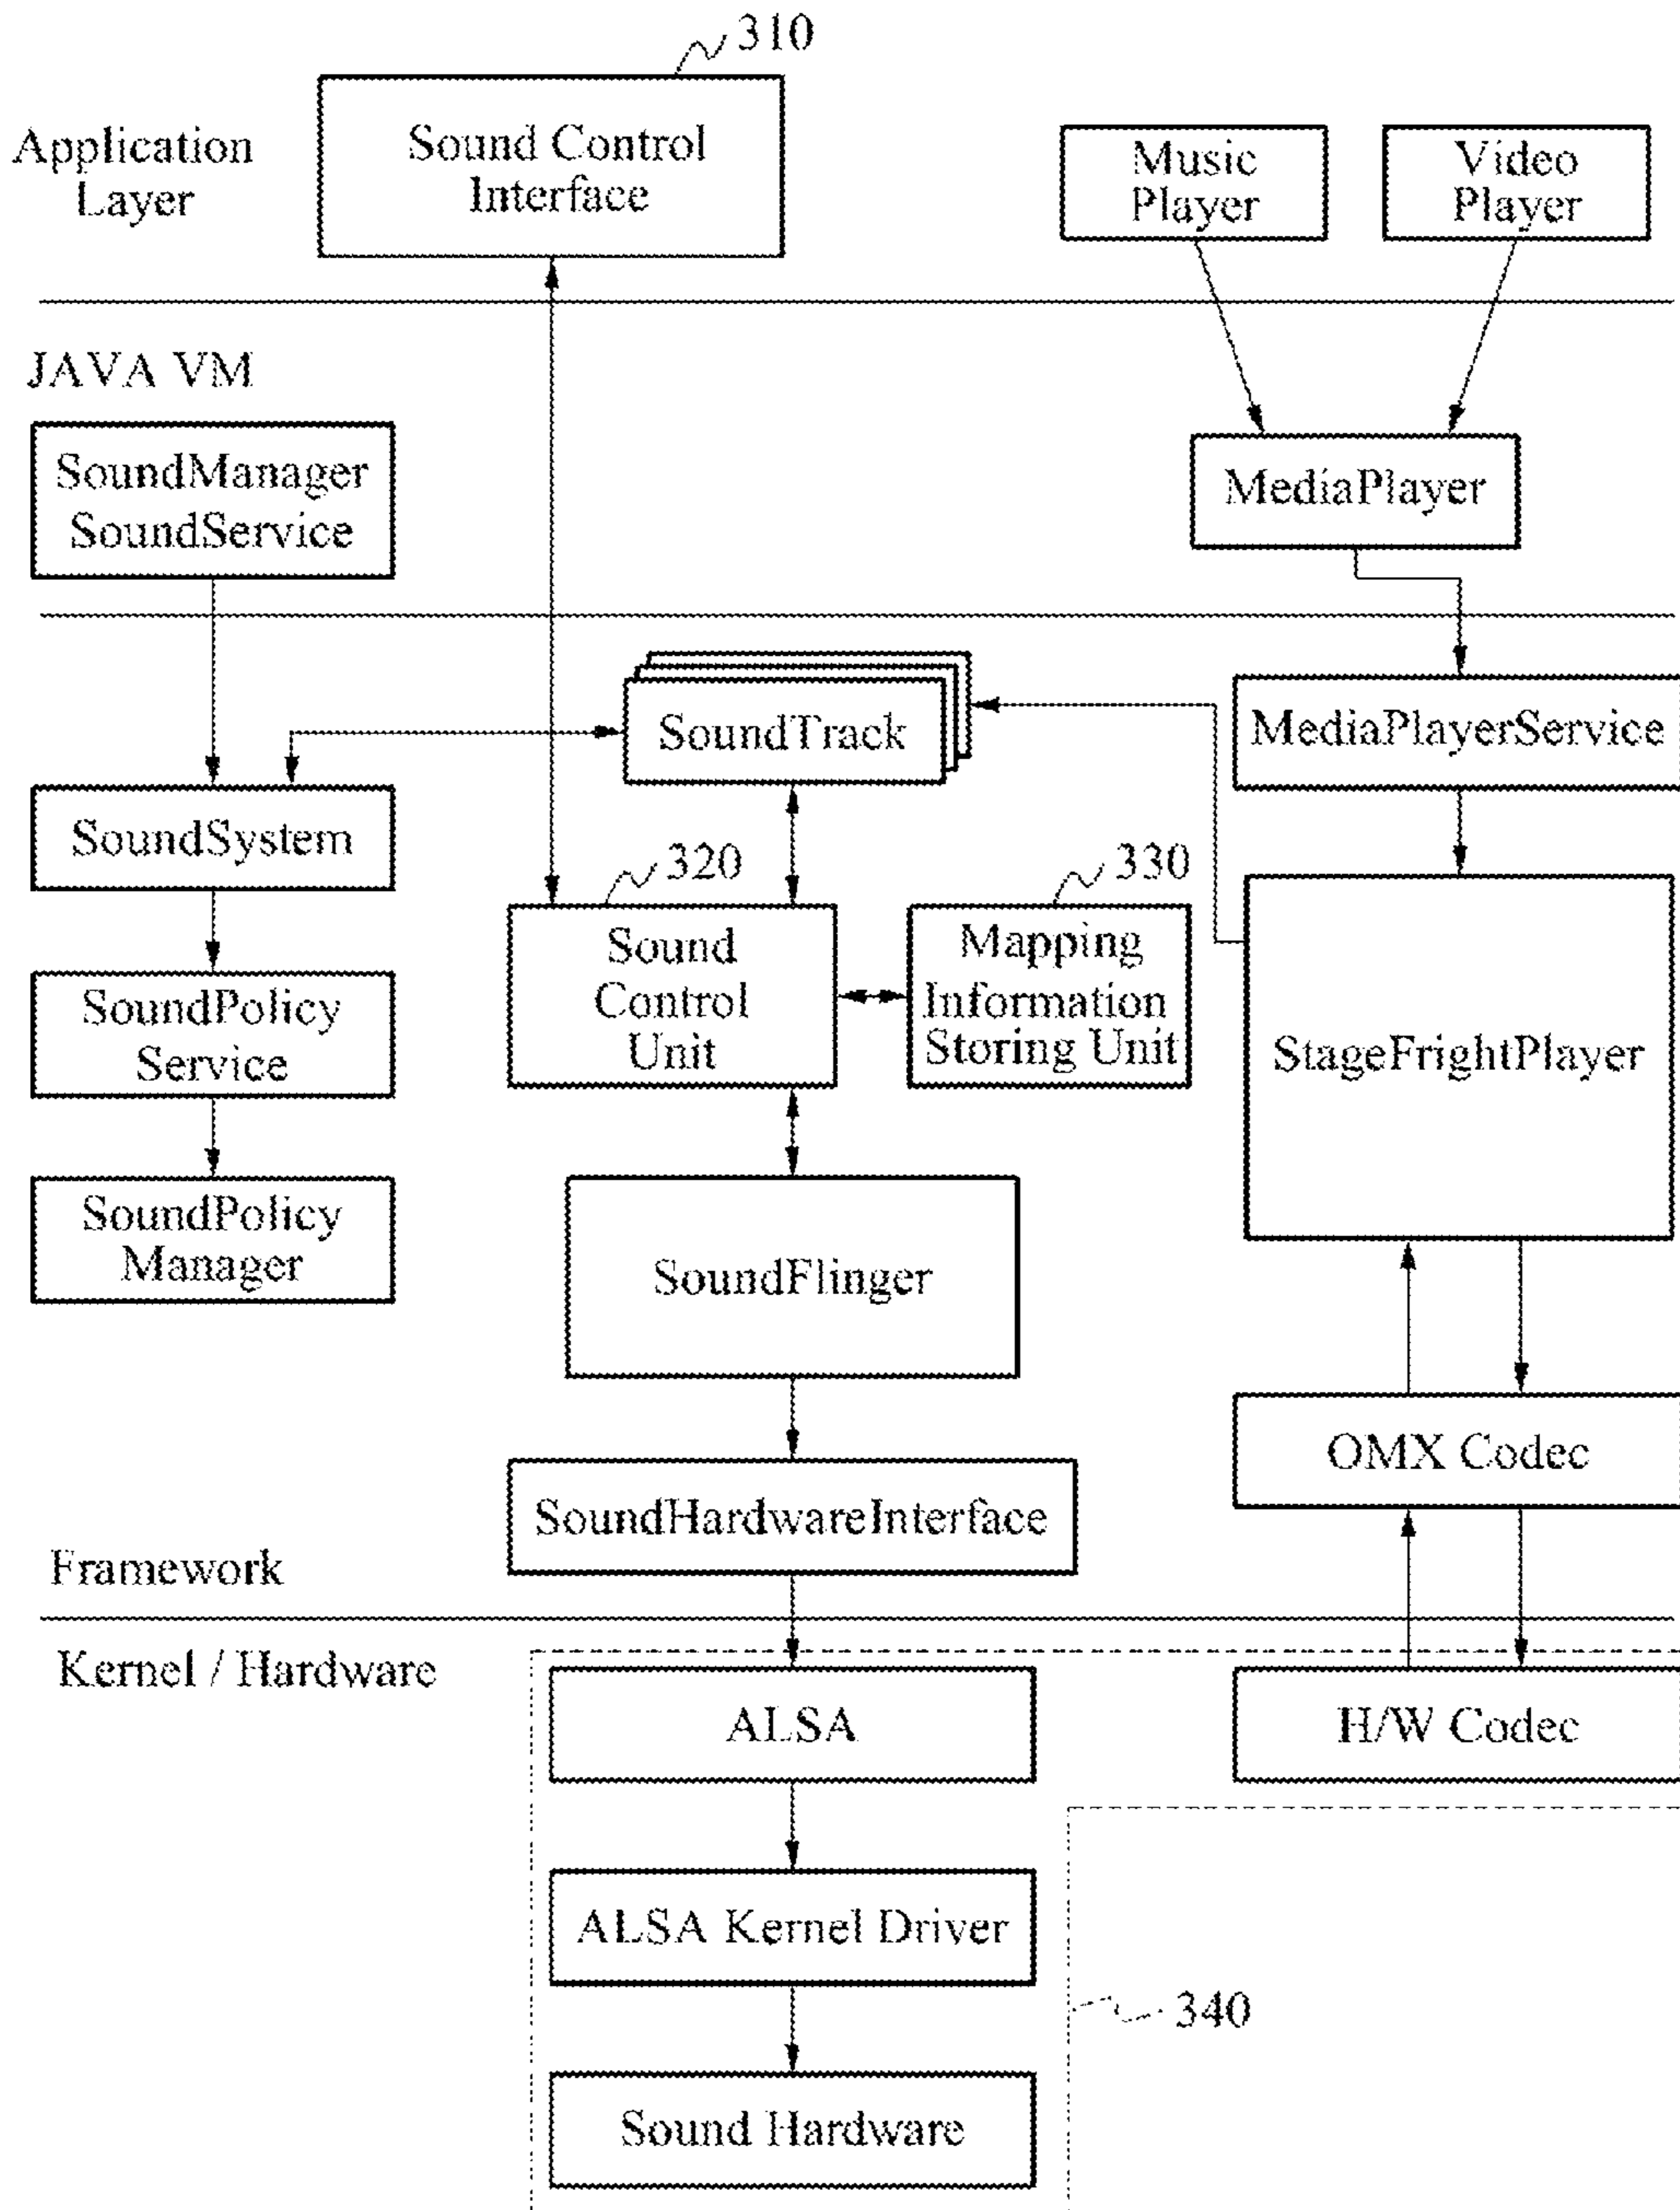 310
Application
Layer
Sound Control
Interface
Music
Player
Video
Player
JAVA VM
SoundManager
SoundService
MediaPlayer
SoundTrack
MediaPlayerService
SoundSystem
320
330
Sound
Control
Unit
Mapping
Information
Storing Unit
StageFrightPlayer
SoundPolicy
Service
SoundPolicy
Manager
SoundFlinger
OMX Codec
SoundHardwareInterface
Framework
Kernel / Hardware
ALSA
H/W Codec
ALSA Kernel Driver
340
Sound Hardware